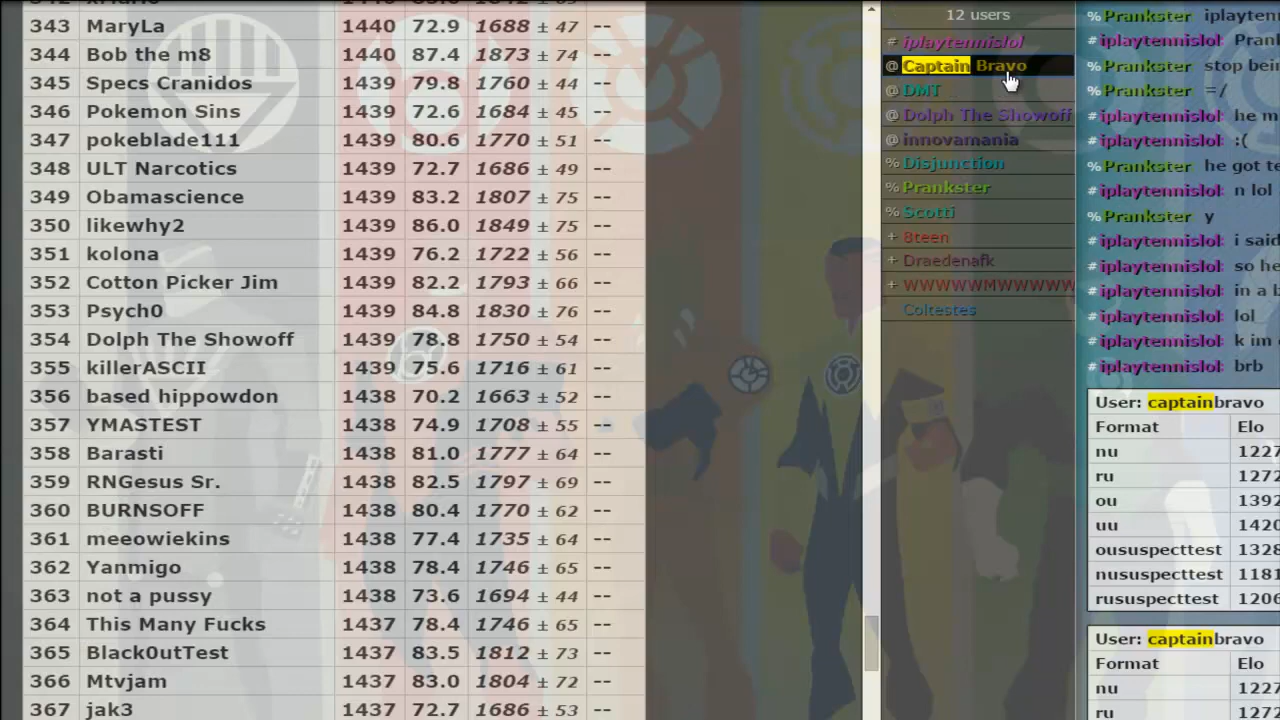 343 MaryLa 1440 72.9 1688 ± 47 --
344 Bob the m8 1440 87.4 1873 ± 74 --
345 Specs Cranidos 1439 79.8 1760 ± 44 --
346 Pokemon Sins 1439 72.6 1684 ± 45 --
347 pokeblade111 1439 80.6 1770 ± 51 --
348 ULT Narcotics 1439 72.7 1686 ± 49 --
349 Obamascience 1439 83.2 1807 ± 75 --
350 likewhy2 1439 86.0 1849 ± 75 --
351 kolona 1439 76.2 1722 ± 56 --
352 Cotton Picker Jim 1439 82.2 1793 ± 66 --
353 Psych0 1439 84.8 1830 ± 76 --
354 Dolph The Showoff 1439 78.8 1750 ± 54 --
355 killerASCII 1439 75.6 1716 ± 61 --
356 based hippowdon 1438 70.2 1663 ± 52 --
357 YMASTEST 1438 74.9 1708 ± 55 --
358 Barasti 1438 81.0 1777 ± 64 --
359 RNGesus Sr. 1438 82.5 1797 ± 69 --
360 BURNSOFF 1438 80.4 1770 ± 62 --
361 meeowiekins 1438 77.4 1735 ± 64 --
362 Yanmigo 1438 78.4 1746 ± 65 --
363 not a pussy 1438 73.6 1694 ± 44 --
364 This Many Fucks 1437 78.4 1746 ± 65 --
365 Black0utTest 1437 83.5 1812 ± 73 --
366 Mtvjam 1437 83.0 1804 ± 72 --
367 jak3 1437 72.7 1686 ± 53 --
12 users
# iplaytennislol
@ Captain Bravo
@ DMT
@ Dolph The Showoff
@ innovamania
% Disjunction
% Prankster
% Scotti
+ 8teen
+ Draedenafk
+ WWWWWMWWWWW
Coltestes
%Prankster iplaytenni
#iplaytennislol: Prank
%Prankster stop bein
%Prankster =/
#iplaytennislol: he m
#iplaytennislol: :(
%Prankster he got te
#iplaytennislol: n lol
%Prankster y
#iplaytennislol: i said
#iplaytennislol: so he
#iplaytennislol: in a b
#iplaytennislol: lol
#iplaytennislol: k im
#iplaytennislol: brb
User: captainbravo
Format Elo
nu 1227
ru 1272
ou 1392
uu 1420
oususpecttest 1328
nususpecttest 1181
rususpecttest 1206
User: captainbravo
Format Elo
nu 1227
ru 1272